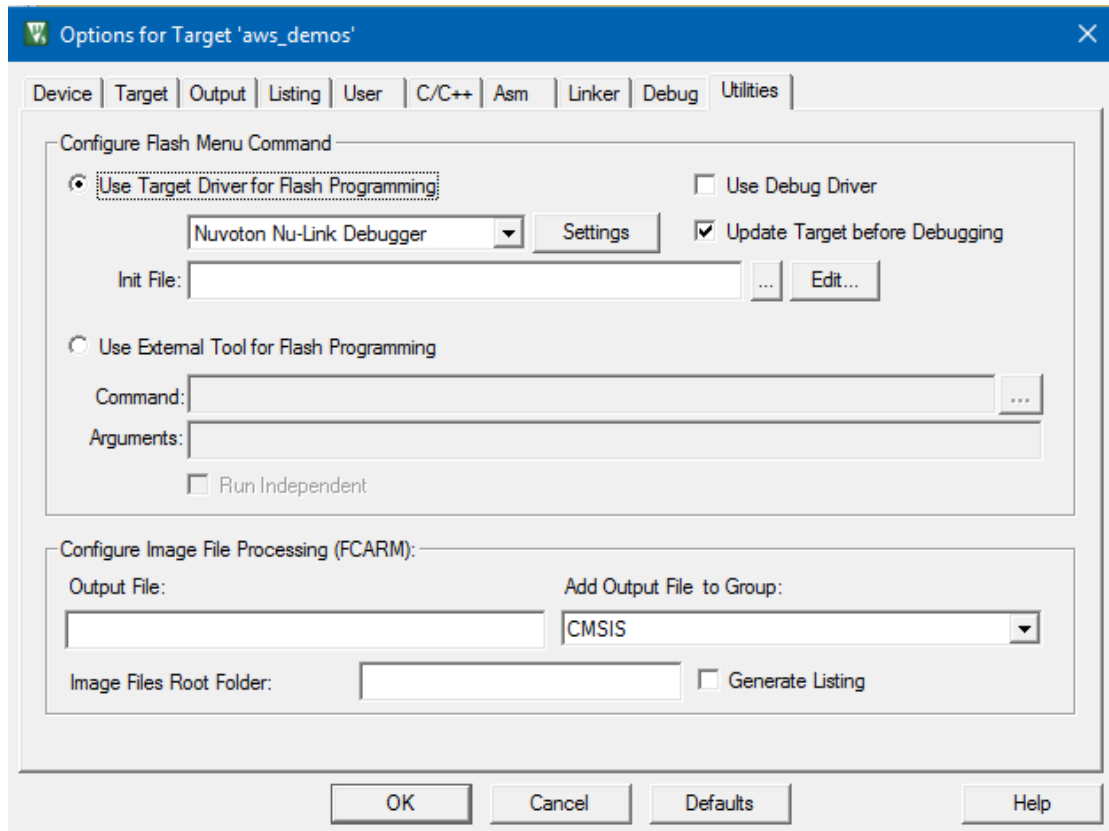 Options for Target 'aws_demos'
Device Target Output Listing User C/C++ Asm Linker Debug Utilities
Configure Flash Menu Command
Use Target Driver for Flash Programming Use Debug Driver
Nuvoton Nu-Link Debugger Settings Update Target before Debugging
Init File: ... Edit...
Use External Tool for Flash Programming
Command: ...
Arguments:
Run Independent
Configure Image File Processing (FCARM):
Output File: Add Output File to Group:
CMSIS
Image Files Root Folder: Generate Listing
OK Cancel Defaults Help